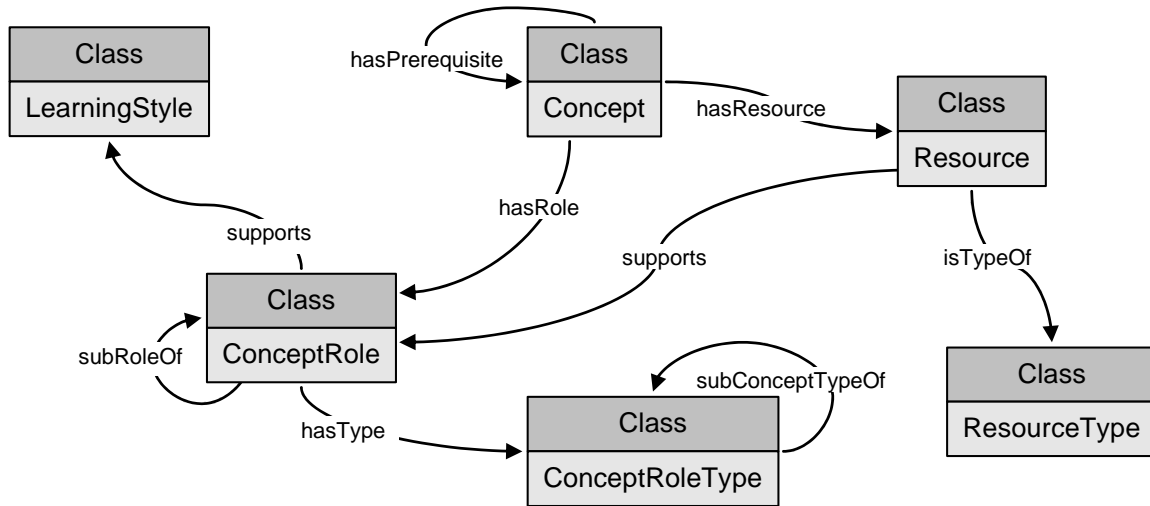 Class
LearningStyle
hasPrerequisite
Class
Concept
hasResource
Class
Resource
supports
hasRole
supports
isTypeOf
Class
ConceptRole
subRoleOf
hasType
subConceptTypeOf
Class
ConceptRoleType
Class
ResourceType